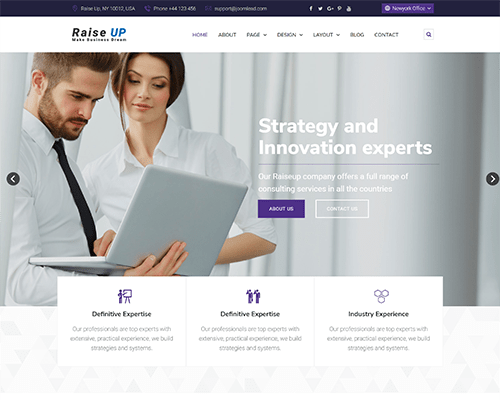 Raise Up, NY 10012, USA Phone +44 123 456 support@joomlead.com Newyork Office
Raise UP
Make Business Dream
HOME ABOUT PAGE DESIGN LAYOUT BLOG CONTACT
Strategy and
Innovation experts
Our Raiseup company offers a full range of
consulting services in all the countries
ABOUT US CONTACT US
Definitive Expertise
Our professionals are top experts with
extensive, practical experience, we build
strategies and systems.
Definitive Expertise
Our professionals are top experts with
extensive, practical experience, we build
strategies and systems.
Industry Experience
Our professionals are top experts with
extensive, practical experience, we build
strategies and systems.